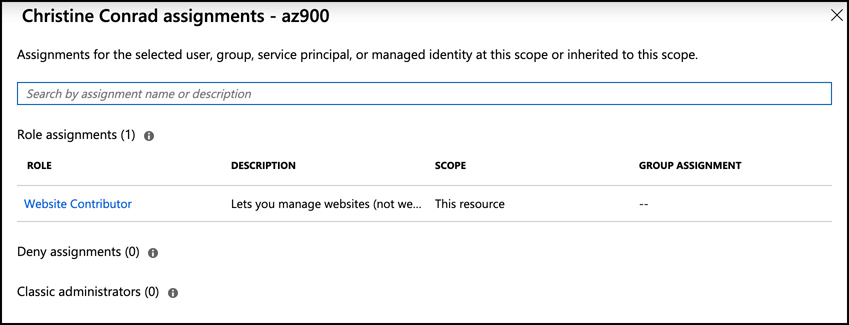 Christine Conrad assignments - az900
Assignments for the selected user, group, service principal, or managed identity at this scope or inherited to this scope.
Search by assignment name or description
Role assignments (1)
ROLE DESCRIPTION SCOPE GROUP ASSIGNMENT
Website Contributor Lets you manage websites (not we... This resource --
Deny assignments (0)
Classic administrators (0)